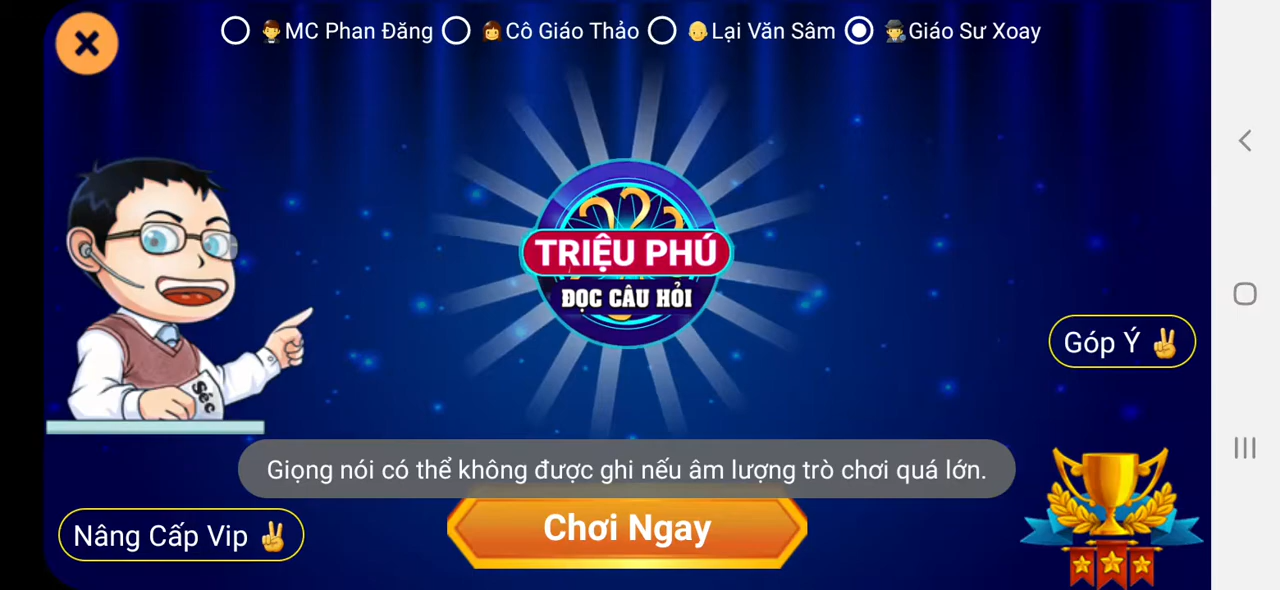 MC Phan Đăng
Cô Giáo Thảo
Lại Văn Sâm
Giáo Sư Xoay
TRIỆU PHÚ
ĐỌC CÂU HỎI
Séc
Góp Ý ✌
Giọng nói có thể không được ghi nếu âm lượng trò chơi quá lớn.
Nâng Cấp Vip ✌
Chơi Ngay